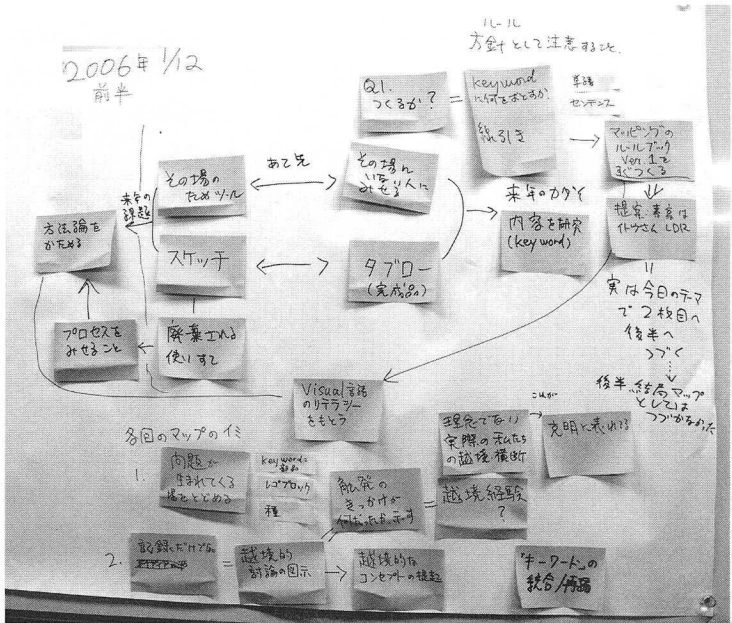 2006年 1/12
前半
ルール
方針として注意すること.
Q1.
つくるか?
=
keyword
に何をおとすか?
線引き
単語
センテンス
マッピングの
ルールブック
Ver.1を
すぐつくる
その場の
ためのツール
あて先
その場に
いない人に
みせる
来年の
課題
方法論を
かためる
来年のカダイ
内容を研究
(keyword)
提案・書記は
イトウさん LDR
スケッチ
タブロー
(完成品)
実は今日のテーマ
で2枚目へ
後半へ
つづく
プロセスを
みせること
廃棄される
使いすて
後半、結局マップ
としては
つづかなかった
Visual言語
のリテラシー
をもとう
各回のマップのイミ
1.
問題が
生まれてくる
場をとどめる
レゴブロック
種
触発の
きっかけが
何だったか示す
理念でない
実際の私たち
の越境横断
これが
克明に表れてる
=
越境経験
?
2.
記録だけでなく
=
越境的
討論の図示
越境的な
コンセプトの提起
「キーワード」の
統合/再録